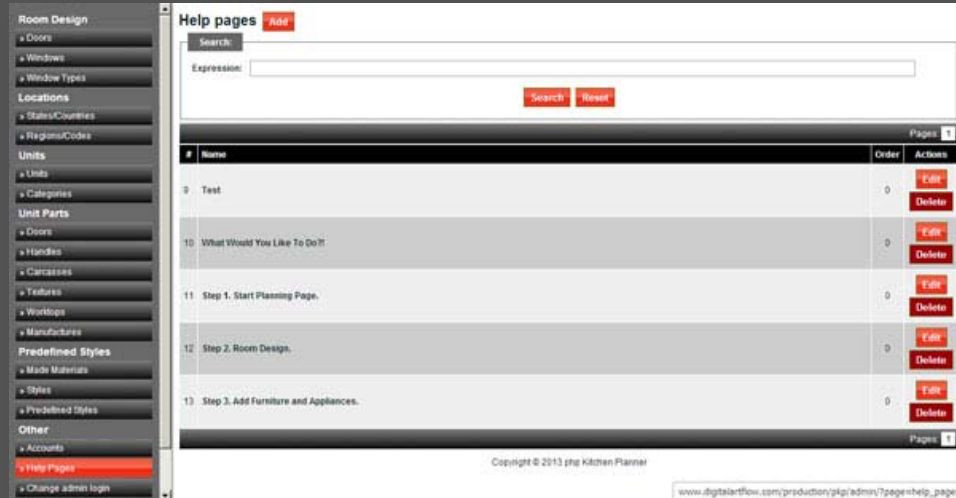 Room Design
» Doors
» Windows
» Window Types
Locations
» States/Countries
» Regions/Codes
Units
» Units
» Categories
Unit Parts
» Doors
» Handles
» Carcasses
» Textures
» Worktops
» Manufactures
Predefined Styles
» Made Materials
» Styles
» Predefined Styles
Other
» Accounts
» Help Pages
» Change admin login
Help pages Add
Search:
Expression:
Search Reset
Pages: 1
# Name Order Actions
9 Test 0 Edit Delete
10 What Would You Like To Do?! 0 Edit Delete
11 Step 1. Start Planning Page. 0 Edit Delete
12 Step 2. Room Design. 0 Edit Delete
13 Step 3. Add Furniture and Appliances. 0 Edit Delete
Pages: 1
Copyright © 2013 php Kitchen Planner
www.digitalartflow.com/production/pkp/admin/?page=help_page